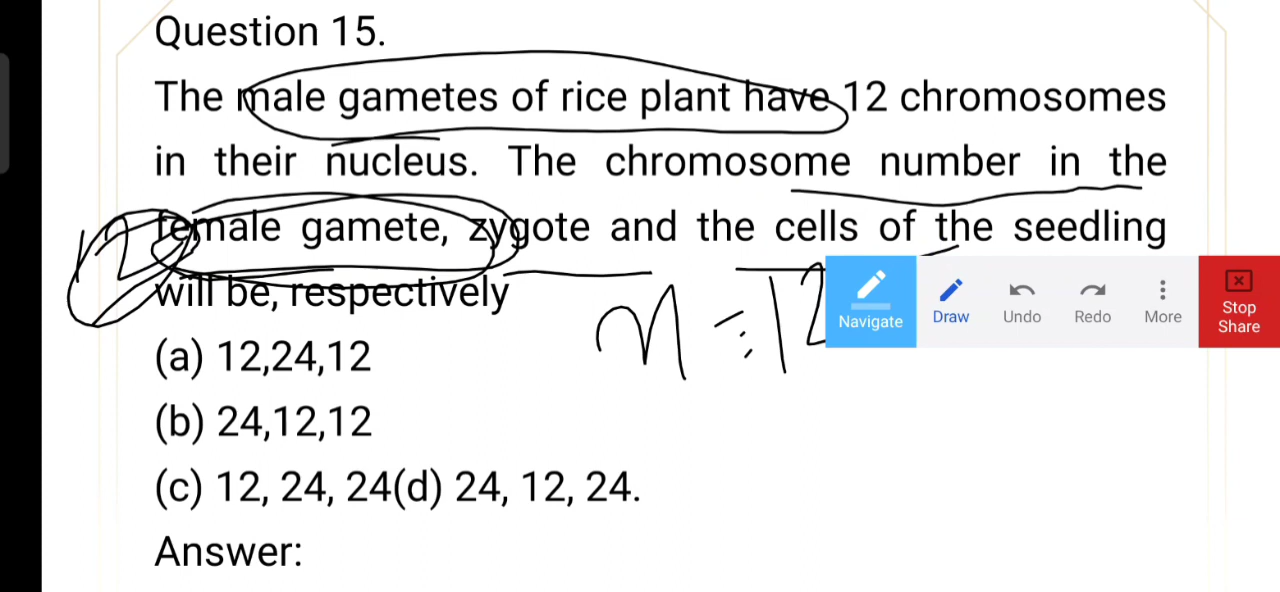 Question 15.
The male gametes of rice plant have 12 chromosomes
in their nucleus. The chromosome number in the
female gamete, zygote and the cells of the seedling
12
will be, respectively
n = 12
Navigate Draw Undo Redo More Stop Share
(a) 12,24,12
(b) 24,12,12
(c) 12, 24, 24(d) 24, 12, 24.
Answer: